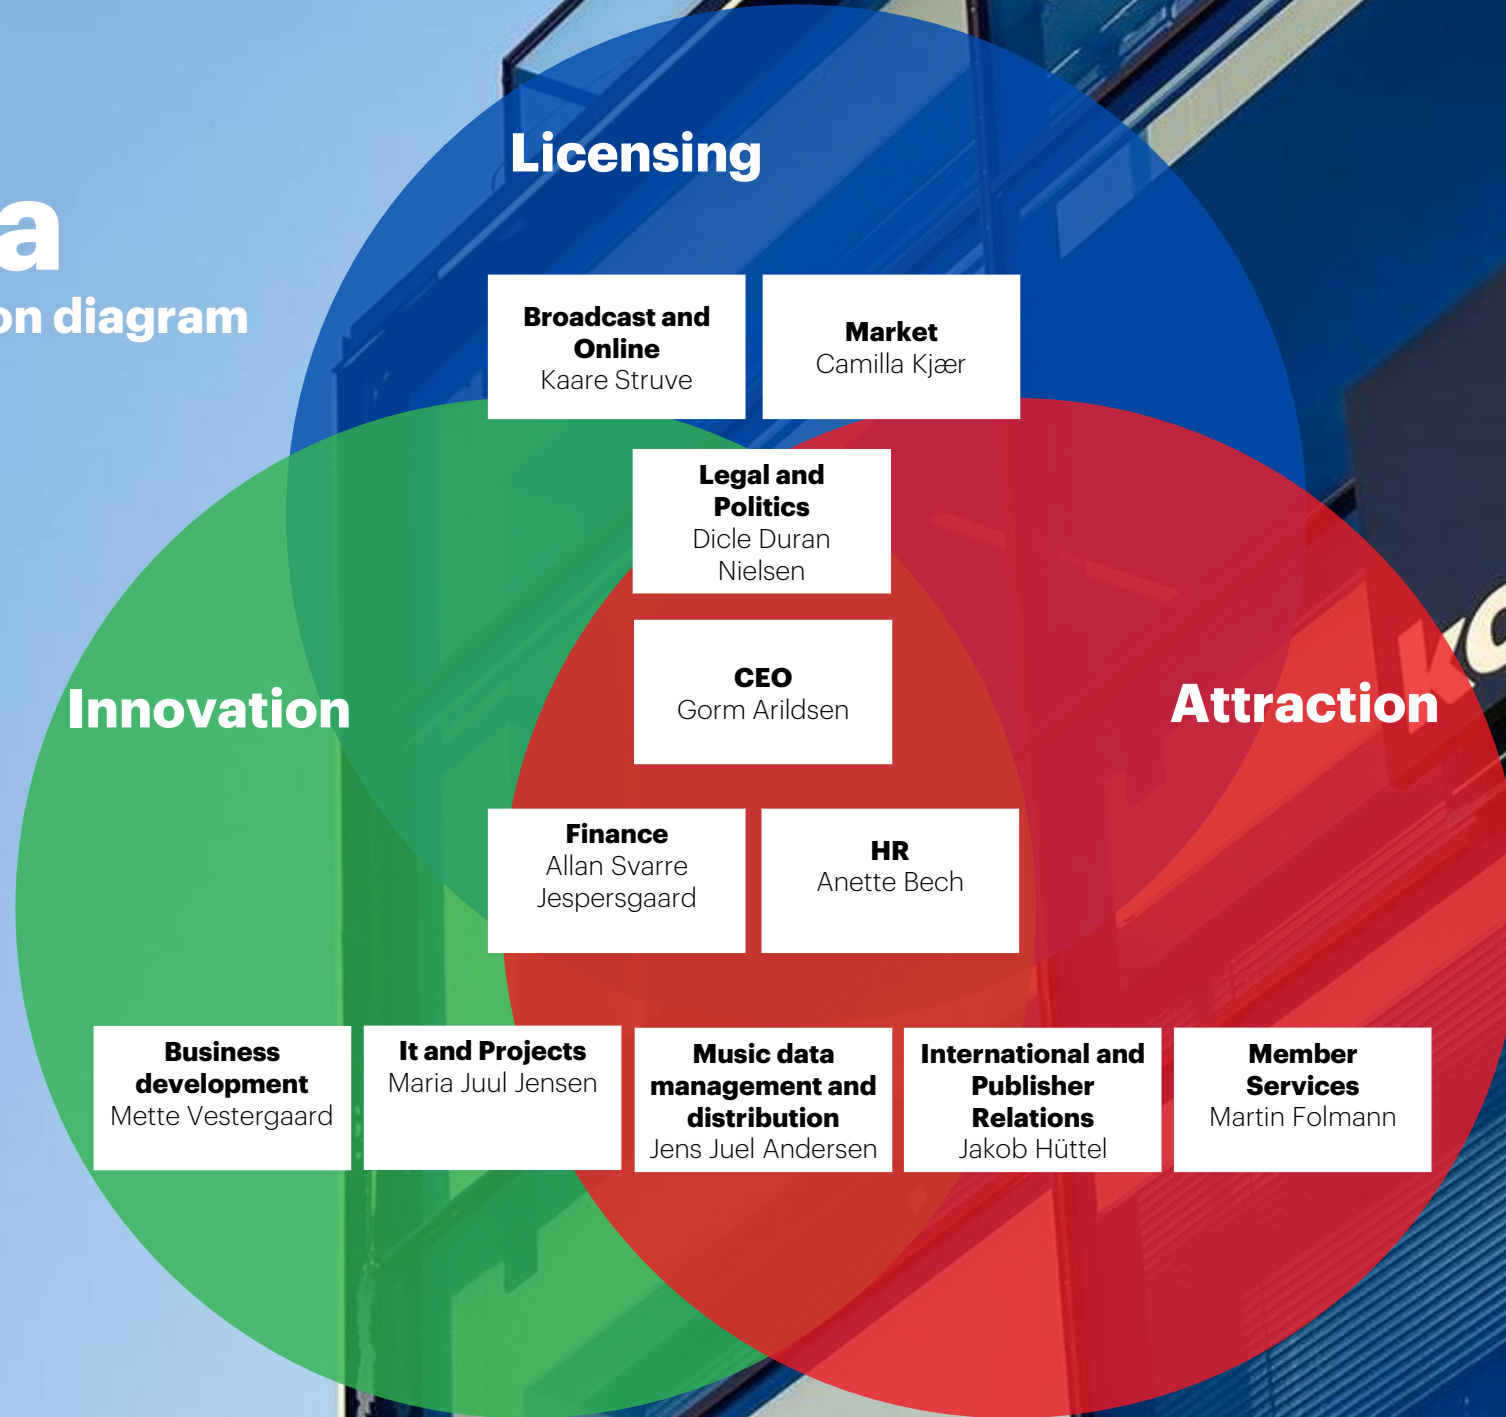 Licensing
a
on diagram
Broadcast and
Online
Kaare Struve
Market
Camilla Kjær
Legal and
Politics
Dicle Duran
Nielsen
CEO
Gorm Arildsen
Innovation
Attraction
Finance
Allan Svarre
Jespersgaard
HR
Anette Bech
Business
development
Mette Vestergaard
It and Projects
Maria Juul Jensen
Music data
management and
distribution
Jens Juel Andersen
International and
Publisher
Relations
Jakob Hüttel
Member
Services
Martin Folmann